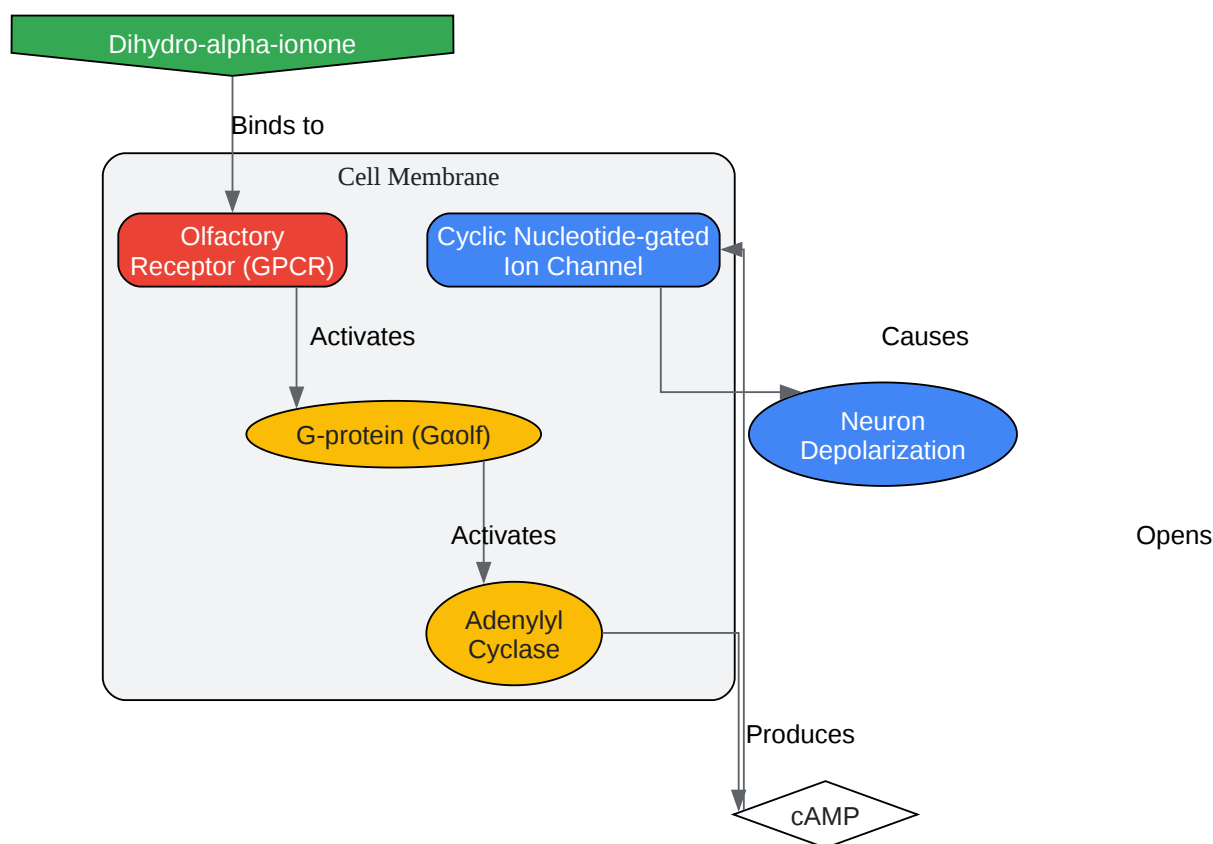 Dihydro-alpha-ionone
Binds to
Cell Membrane
Olfactory
Receptor (GPCR)
Cyclic Nucleotide-gated
Ion Channel
Activates
Causes
G-protein (Gαolf)
Neuron
Depolarization
Activates
Opens
Adenylyl
Cyclase
Produces
cAMP